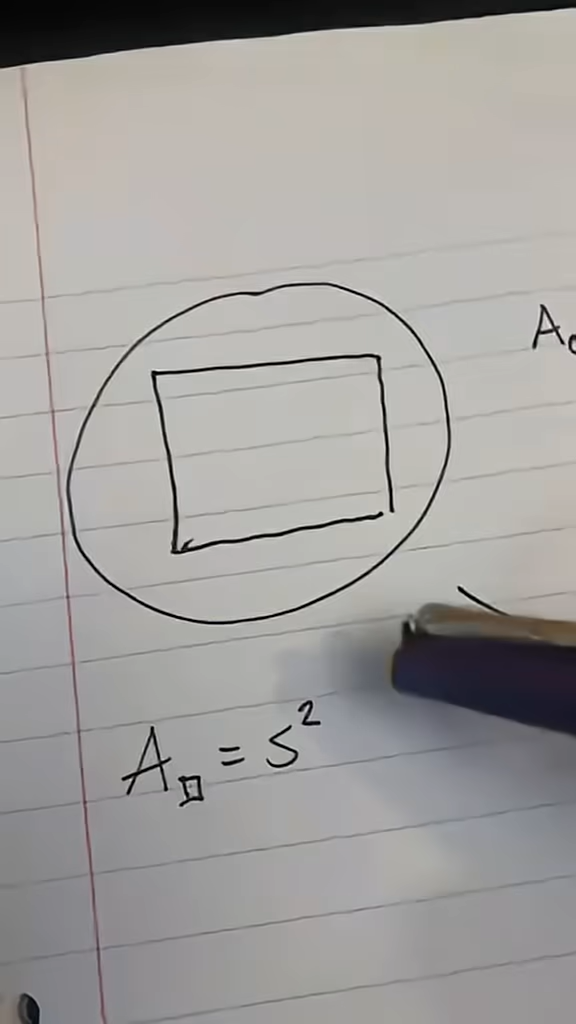 A
A□ = s²